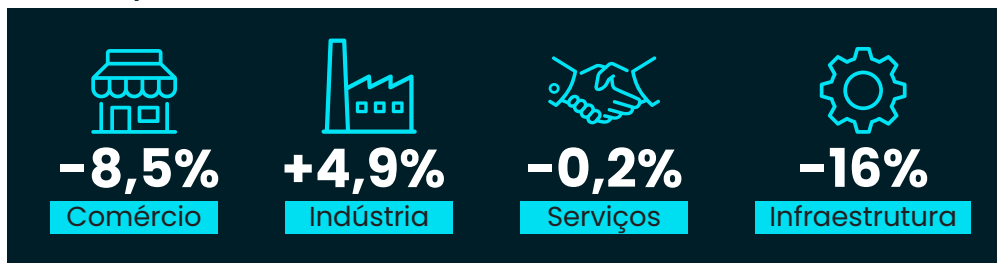 -8,5% +4,9% -0,2% -16%
Comércio Indústria Serviços Infraestrutura